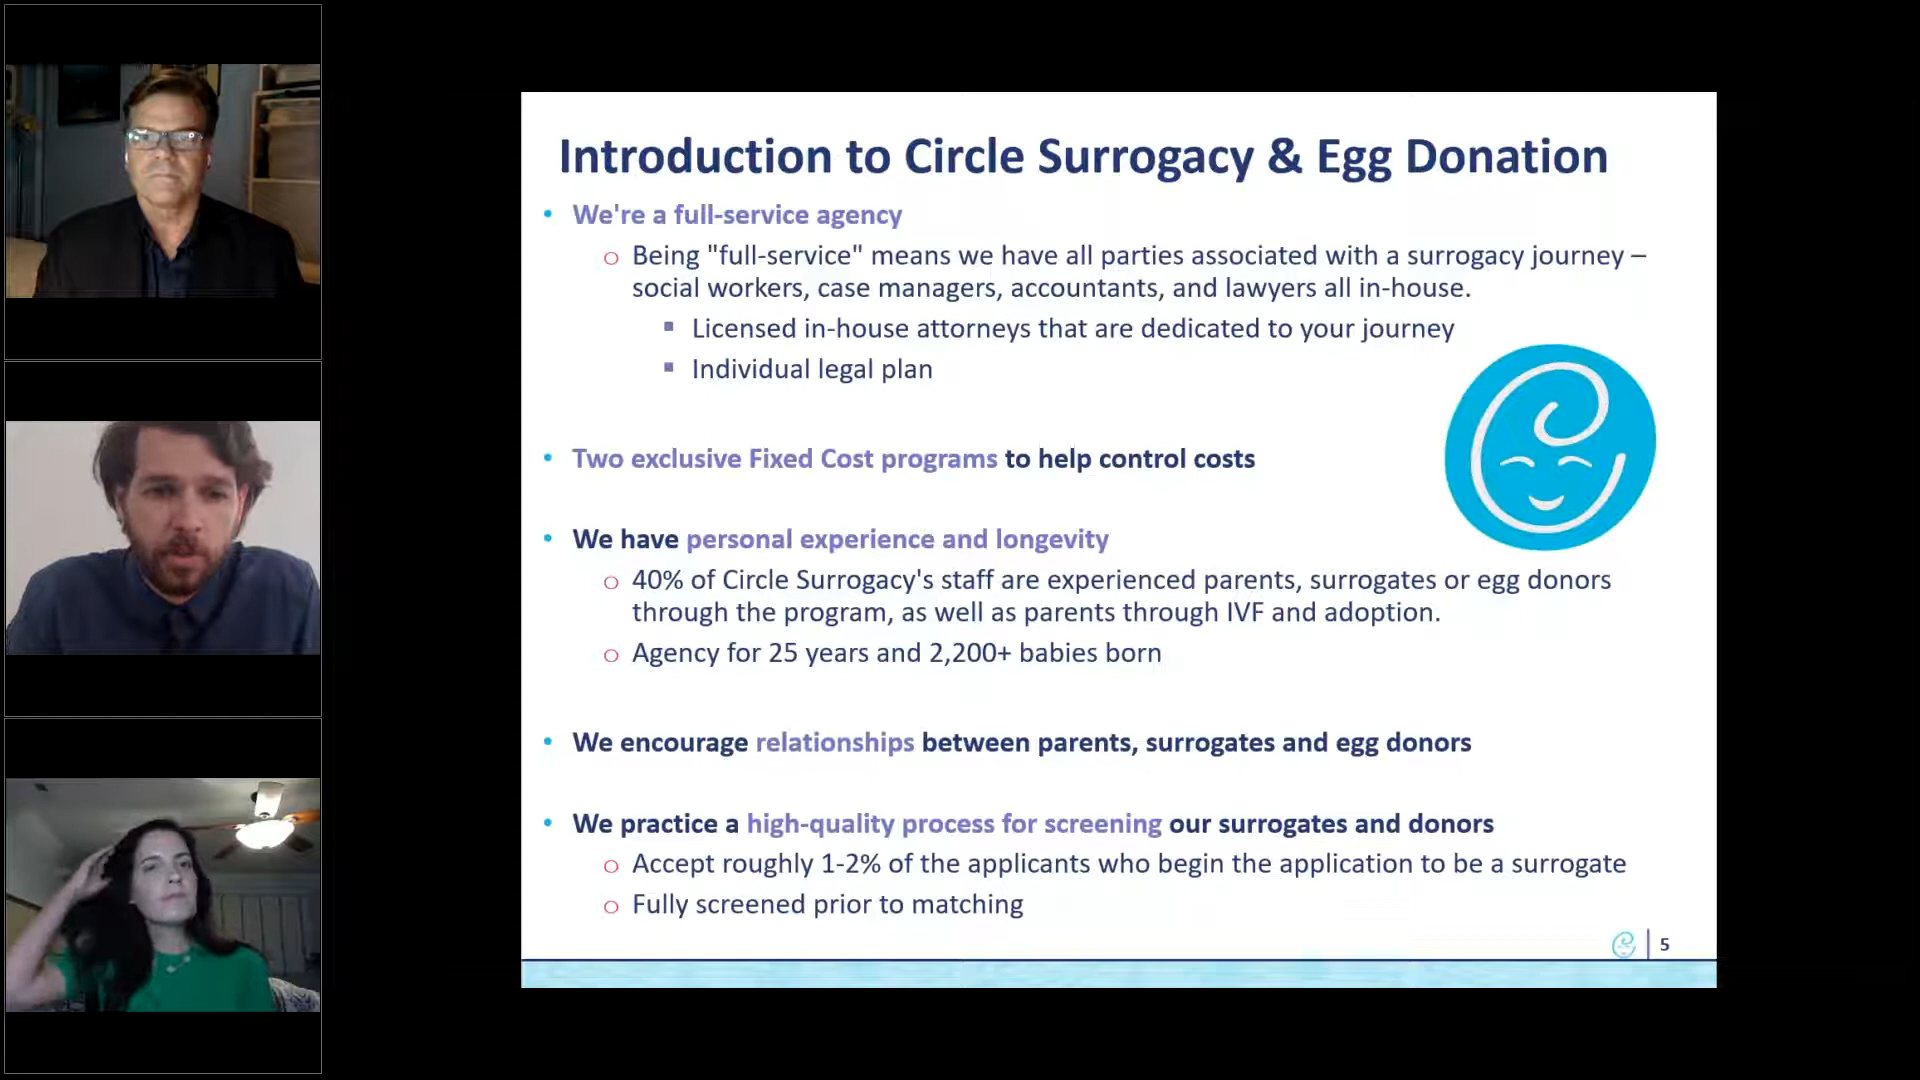 Introduction to Circle Surrogacy & Egg Donation
• We're a full-service agency
o Being "full-service" means we have all parties associated with a surrogacy journey –
social workers, case managers, accountants, and lawyers all in-house.
▪ Licensed in-house attorneys that are dedicated to your journey
▪ Individual legal plan
• Two exclusive Fixed Cost programs to help control costs
• We have personal experience and longevity
o 40% of Circle Surrogacy's staff are experienced parents, surrogates or egg donors
through the program, as well as parents through IVF and adoption.
o Agency for 25 years and 2,200+ babies born
• We encourage relationships between parents, surrogates and egg donors
• We practice a high-quality process for screening our surrogates and donors
o Accept roughly 1-2% of the applicants who begin the application to be a surrogate
o Fully screened prior to matching
5